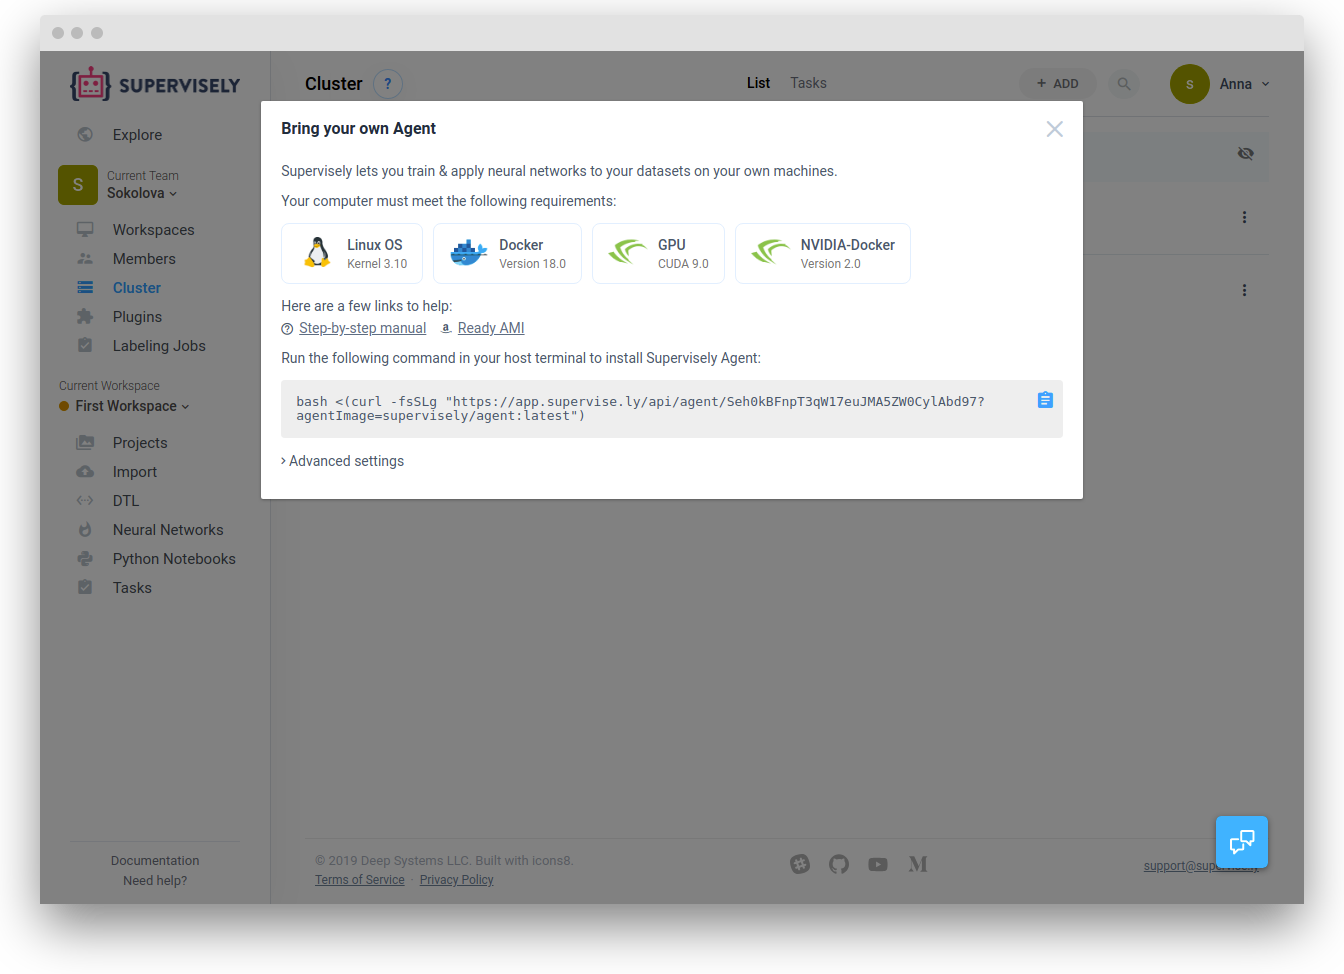 SUPERVISELY
Cluster ?
List Tasks
+ ADD
S Anna
Explore
S
Current Team
Sokolova
Workspaces
Members
Cluster
Plugins
Labeling Jobs
Current Workspace
First Workspace
Projects
Import
DTL
Neural Networks
Python Notebooks
Tasks
Documentation
Need help?
Bring your own Agent
Supervisely lets you train & apply neural networks to your datasets on your own machines.
Your computer must meet the following requirements:
Linux OS
Kernel 3.10
Docker
Version 18.0
GPU
CUDA 9.0
NVIDIA-Docker
Version 2.0
Here are a few links to help:
? Step-by-step manual a. Ready AMI
Run the following command in your host terminal to install Supervisely Agent:
bash <(curl -fsSLg "https://app.supervise.ly/api/agent/Seh0kBFnpT3qW17euJMA5ZW0CylAbd97?
agentImage=supervisely/agent:latest")
› Advanced settings
© 2019 Deep Systems LLC. Built with icons8.
Terms of Service · Privacy Policy